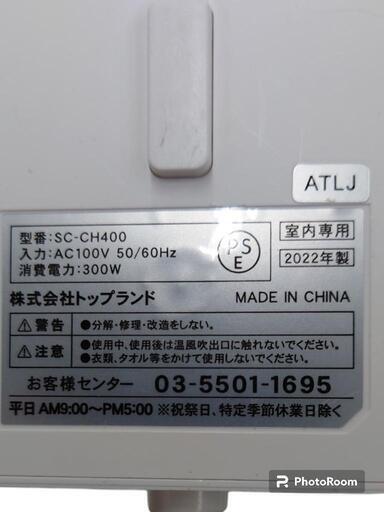 ATLJ
型番:SC-CH400
入力:AC100V 50/60Hz
消費電力:300W
PSE
室内専用
2022年製
株式会社トップランド MADE IN CHINA
⚠警告 ●分解・修理・改造をしない。
⚠注意 ●使用中、使用後は温風吹出口に触れないでください。
●衣類、タオル等をかけて使用しないでください。
お客様センター 03-5501-1695
平日 AM9:00～PM5:00 ※祝祭日、特定季節休業日除く
PhotoRoom